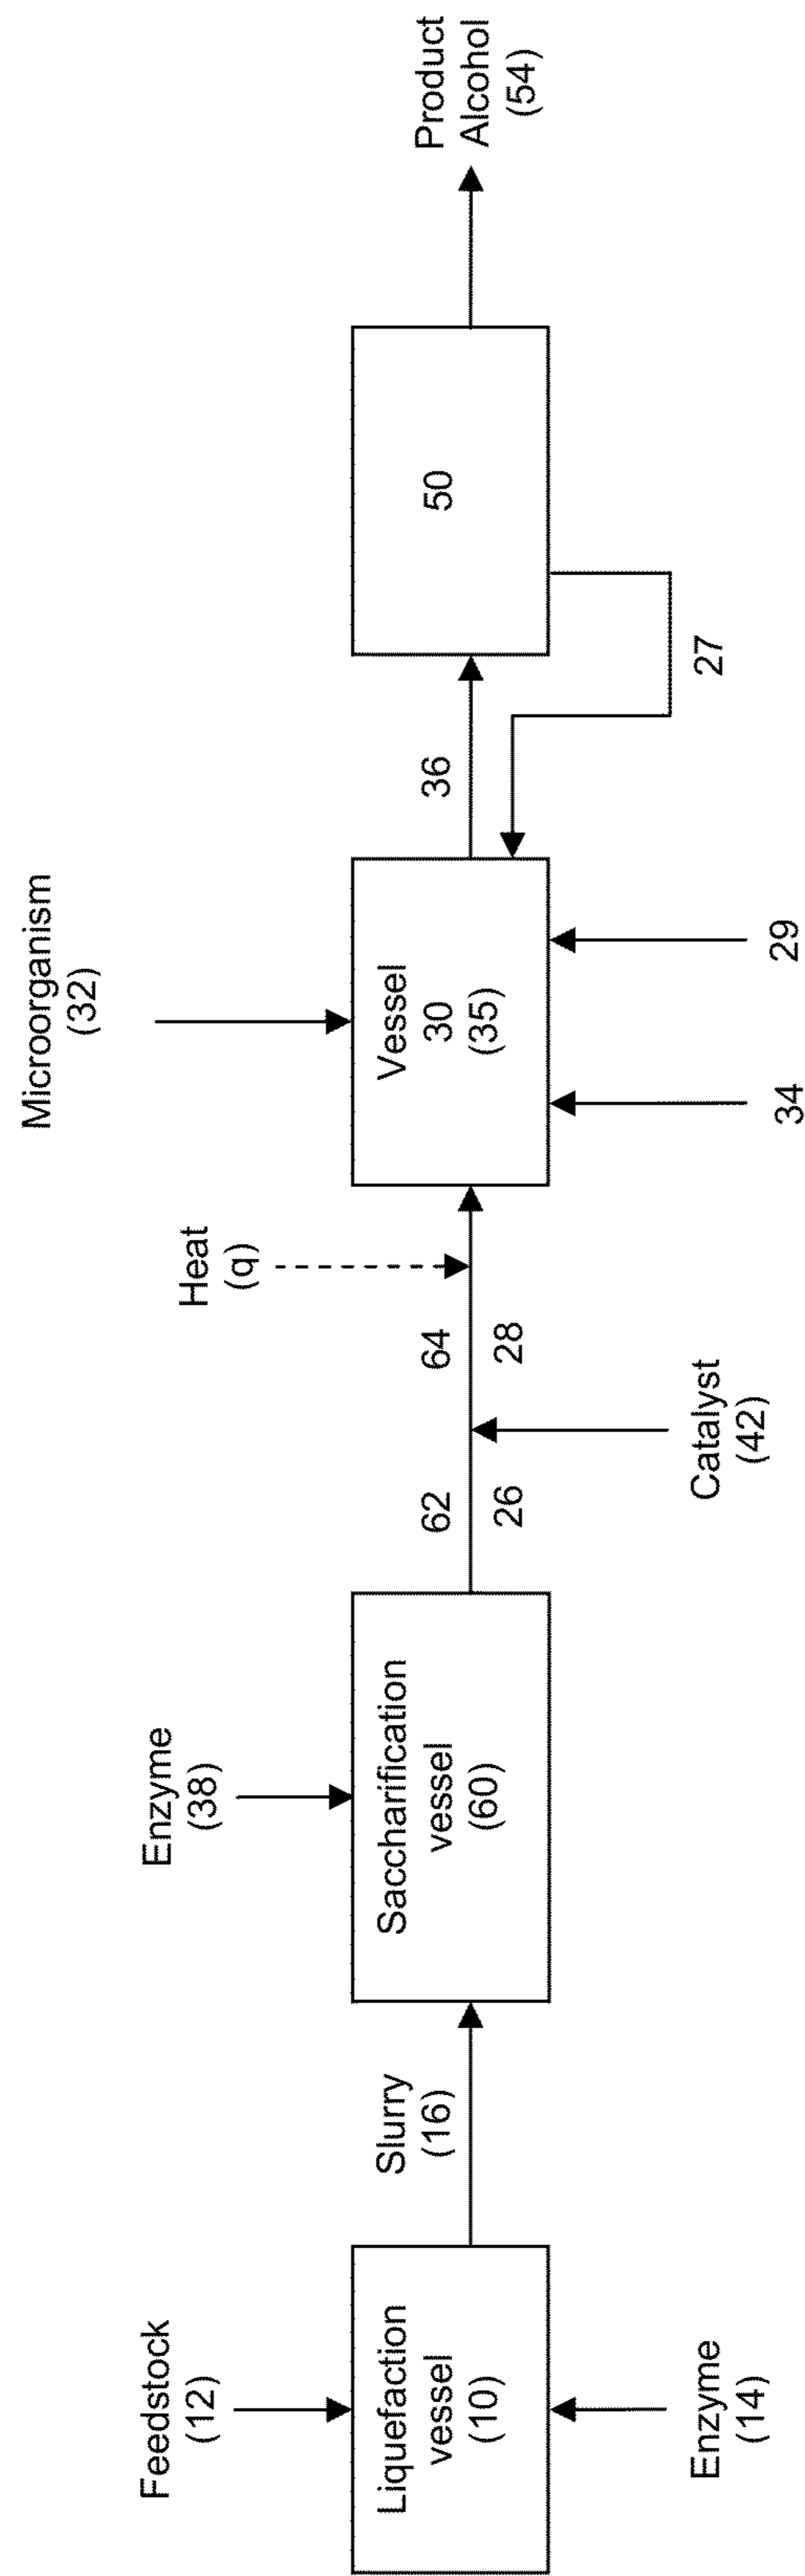 Feedstock
(12)
Liquefaction
vessel
(10)
Enzyme
(14)
Slurry
(16)
Enzyme
(38)
Saccharification
vessel
(60)
62
26
Catalyst
(42)
64
28
Heat
(q)
Microorganism
(32)
Vessel
30
(35)
34
29
36
27
50
Product
Alcohol
(54)